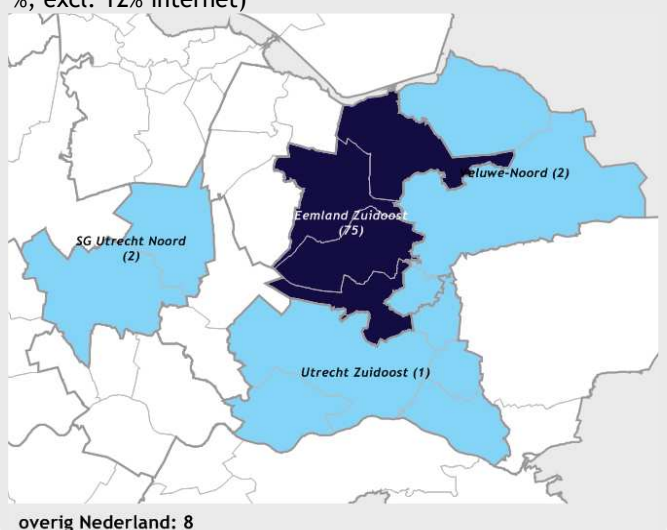 %, excl. 12% internet)
Veluwe-Noord (2)
Eemland Zuidoost
(75)
SG Utrecht Noord
(2)
Utrecht Zuidoost (1)
overig Nederland: 8